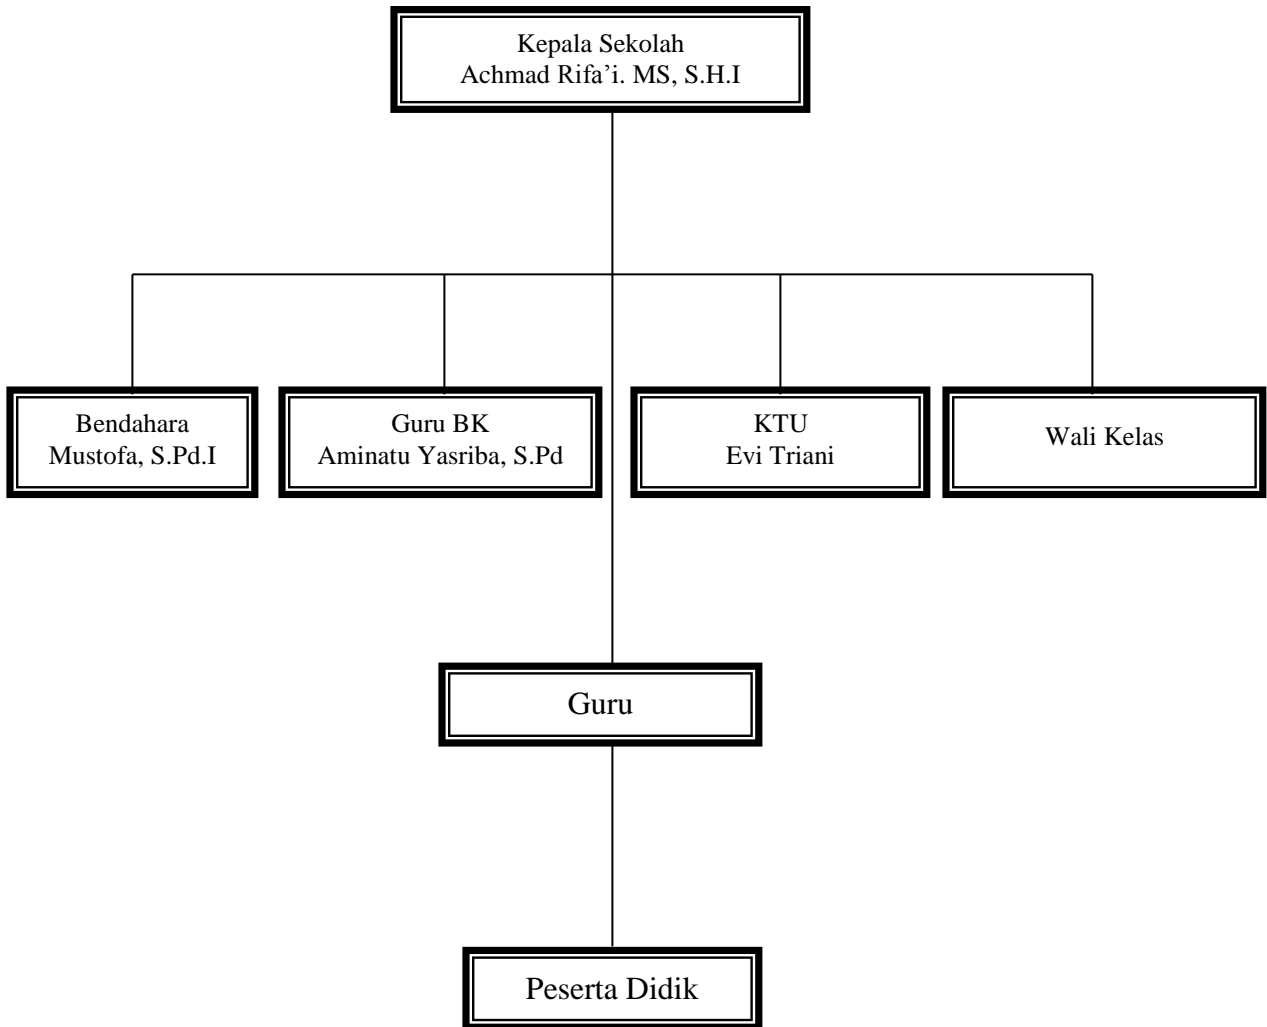 Kepala Sekolah
Achmad Rifa’i. MS, S.H.I
Bendahara
Mustofa, S.Pd.I
Guru BK
Aminatu Yasriba, S.Pd
KTU
Evi Triani
Wali Kelas
Guru
Peserta Didik